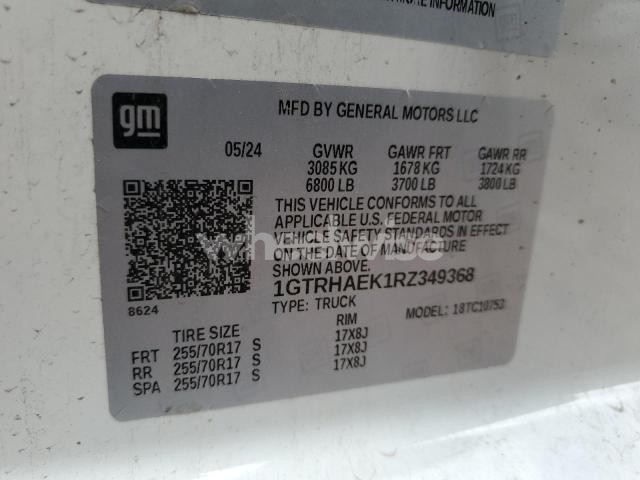 INFORMATION
gm
MFD BY GENERAL MOTORS LLC
05/24 GVWR GAWR FRT GAWR RR
3085 KG 1678 KG 1724 KG
6800 LB 3700 LB 3800 LB
THIS VEHICLE CONFORMS TO ALL
APPLICABLE U.S. FEDERAL MOTOR
VEHICLE SAFETY STANDARDS IN EFFECT
ON THE DATE OF MANUFACTURE
SHOWN ABOVE.
1GTRHAEK1RZ349368
8624
TYPE: TRUCK MODEL: 18TC10753
TIRE SIZE RIM
FRT 255/70R17 S 17X8J
RR 255/70R17 S 17X8J
SPA 255/70R17 S 17X8J